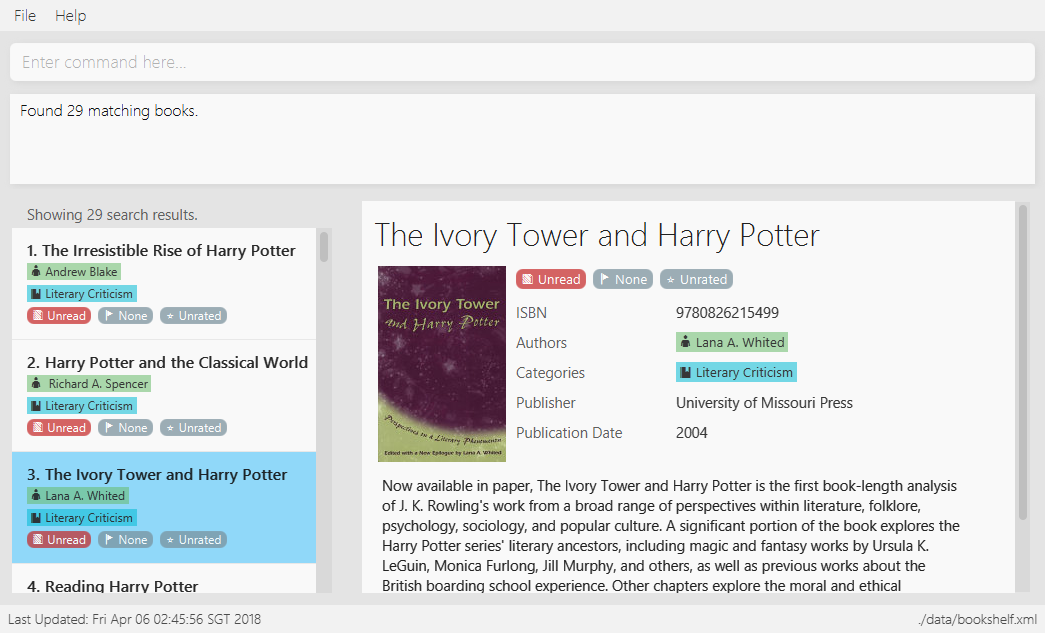 File Help
Enter command here...
Found 29 matching books.
Showing 29 search results.
1. The Irresistible Rise of Harry Potter
Andrew Blake
Literary Criticism
Unread None Unrated
2. Harry Potter and the Classical World
Richard A. Spencer
Literary Criticism
Unread None Unrated
3. The Ivory Tower and Harry Potter
Lana A. Whited
Literary Criticism
Unread None Unrated
4. Reading Harry Potter
The Ivory Tower and Harry Potter
The Ivory Tower
and Harry Potter
Perspectives on a Literary Phenomenon
Edited with a New Epilogue by Lana A. Whited
Unread None Unrated
ISBN 9780826215499
Authors Lana A. Whited
Categories Literary Criticism
Publisher University of Missouri Press
Publication Date 2004
Now available in paper, The Ivory Tower and Harry Potter is the first book-length analysis
of J. K. Rowling's work from a broad range of perspectives within literature, folklore,
psychology, sociology, and popular culture. A significant portion of the book explores the
Harry Potter series' literary ancestors, including magic and fantasy works by Ursula K.
LeGuin, Monica Furlong, Jill Murphy, and others, as well as previous works about the
British boarding school experience. Other chapters explore the moral and ethical
Last Updated: Fri Apr 06 02:45:56 SGT 2018
./data/bookshelf.xml